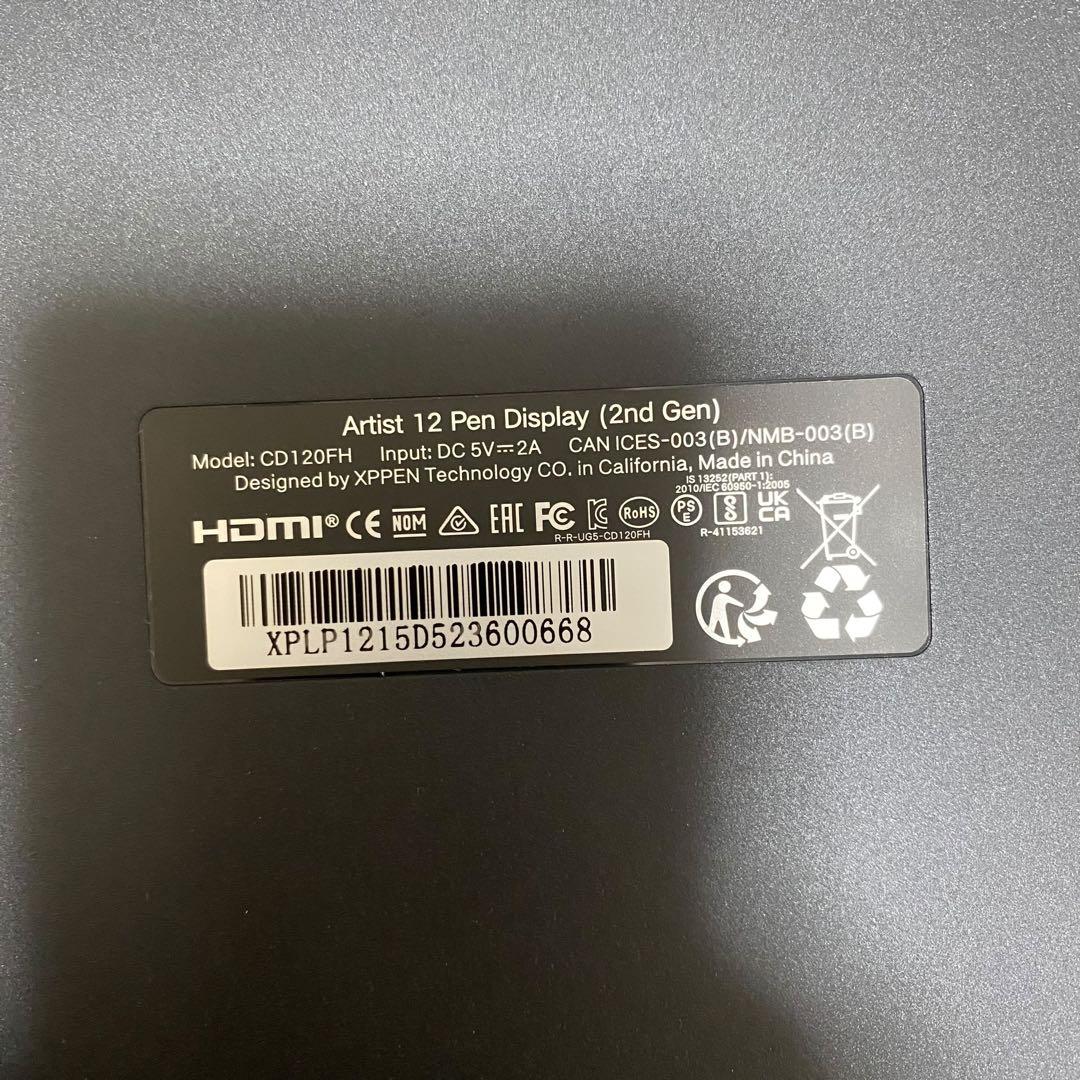 Artist 12 Pen Display (2nd Gen)
Model: CD120FH Input: DC 5V⎓2A CAN ICES-003(B)/NMB-003(B)
Designed by XPPEN Technology CO. in California, Made in China
IS 13252(PART 1):
2010/IEC 60950-1:2005
HDMI® CE NOM EAC FC KC RoHS PS E UK CA
R-R-UG5-CD120FH R-41153621
XPLP1215D523600668